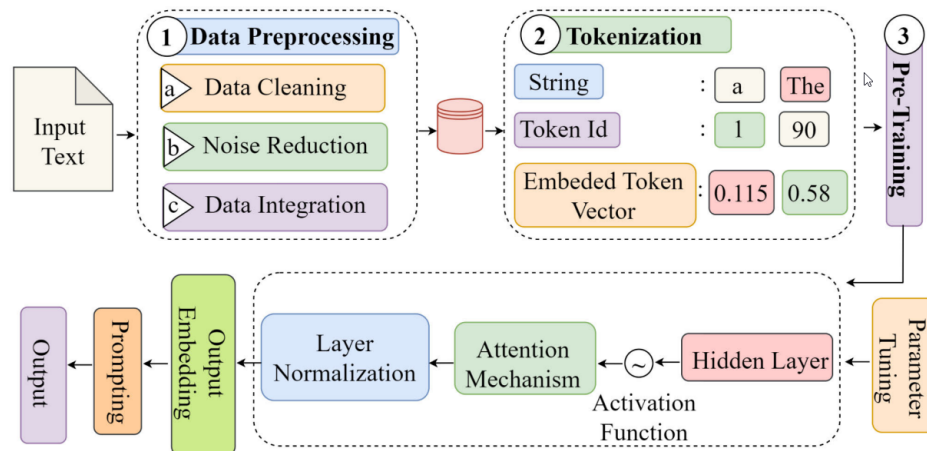 Input
Text
1 Data Preprocessing
a Data Cleaning
b Noise Reduction
c Data Integration
2 Tokenization
String : a The
Token Id : 1 90
Embeded Token
Vector : 0.115 0.58
3 Pre-Training
Parameter
Tuning
Hidden Layer
~
Activation
Function
Attention
Mechanism
Layer
Normalization
Output
Embedding
Prompting
Output